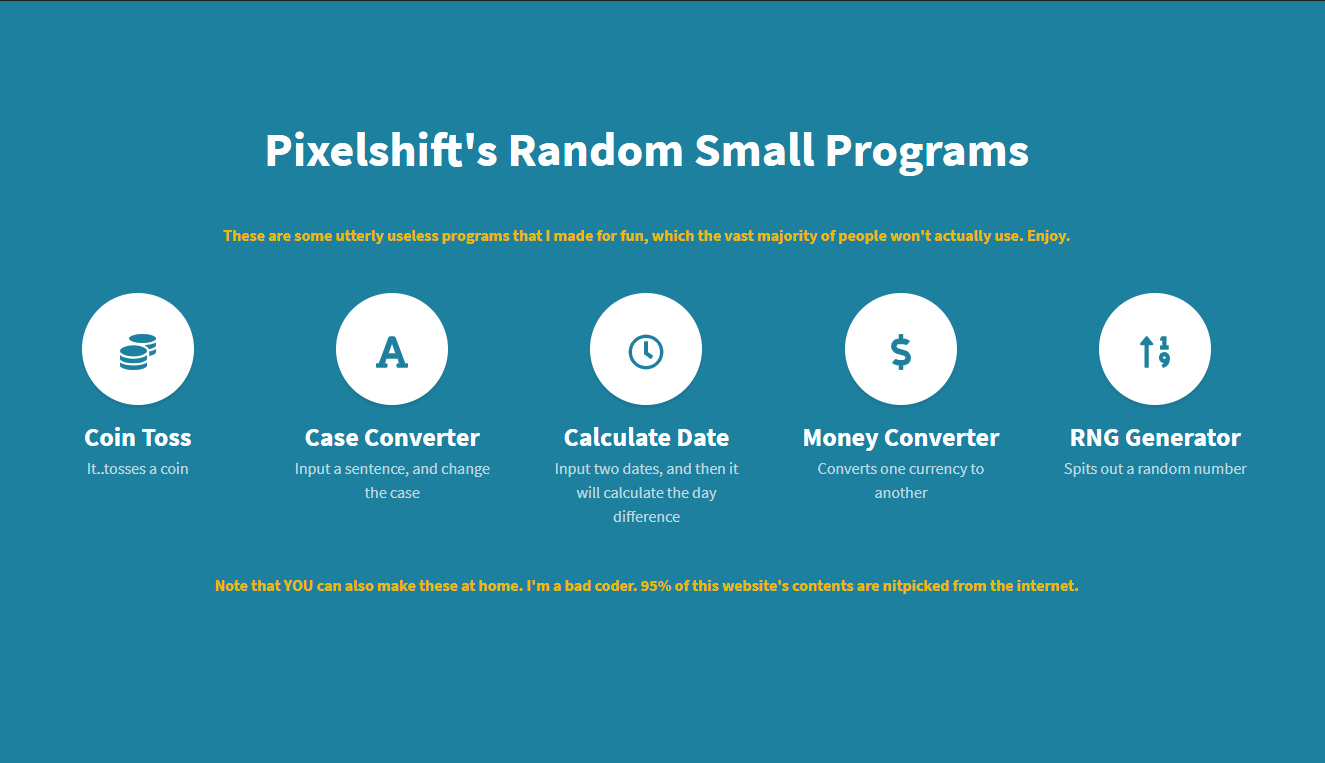 Pixelshift's Random Small Programs
These are some utterly useless programs that I made for fun, which the vast majority of people won't actually use. Enjoy.
A
$
1
9
Coin Toss
It..tosses a coin
Case Converter
Input a sentence, and change
the case
Calculate Date
Input two dates, and then it
will calculate the day
difference
Money Converter
Converts one currency to
another
RNG Generator
Spits out a random number
Note that YOU can also make these at home. I'm a bad coder. 95% of this website's contents are nitpicked from the internet.